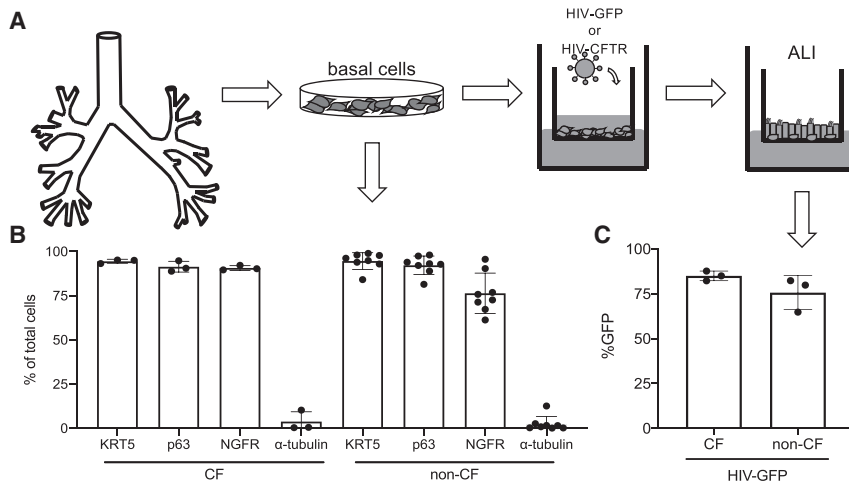 A
basal cells
HIV-GFP
or
HIV-CFTR
ALI
B
% of total cells
100
75
50
25
0
KRT5 p63 NGFR α-tubulin KRT5 p63 NGFR α-tubulin
CF non-CF
C
%GFP
100
75
50
25
0
CF non-CF
HIV-GFP